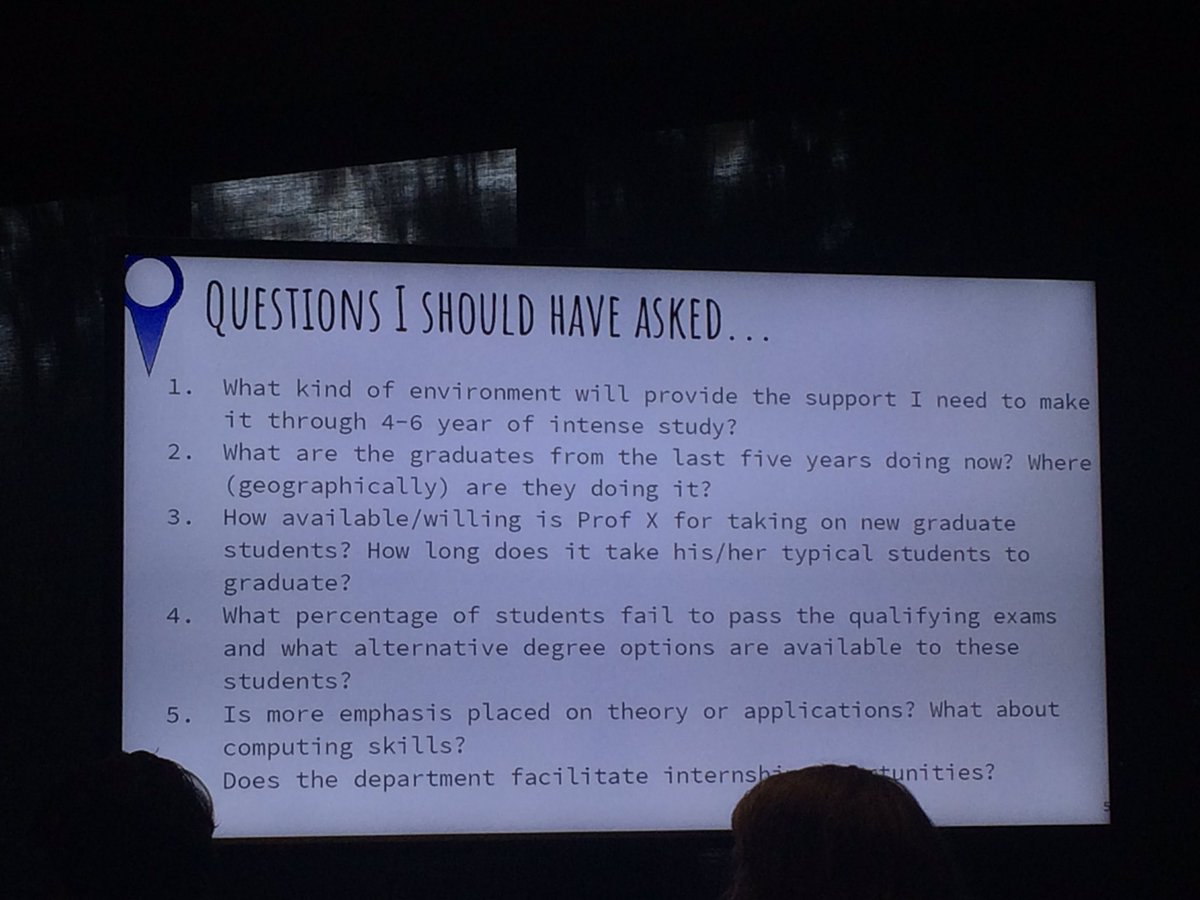 QUESTIONS I SHOULD HAVE ASKED...
1. What kind of environment will provide the support I need to make
it through 4-6 year of intense study?
2. What are the graduates from the last five years doing now? Where
(geographically) are they doing it?
3. How available/willing is Prof X for taking on new graduate
students? How long does it take his/her typical students to
graduate?
4. What percentage of students fail to pass the qualifying exams
and what alternative degree options are available to these
students?
5. Is more emphasis placed on theory or applications? What about
computing skills?
Does the department facilitate
5